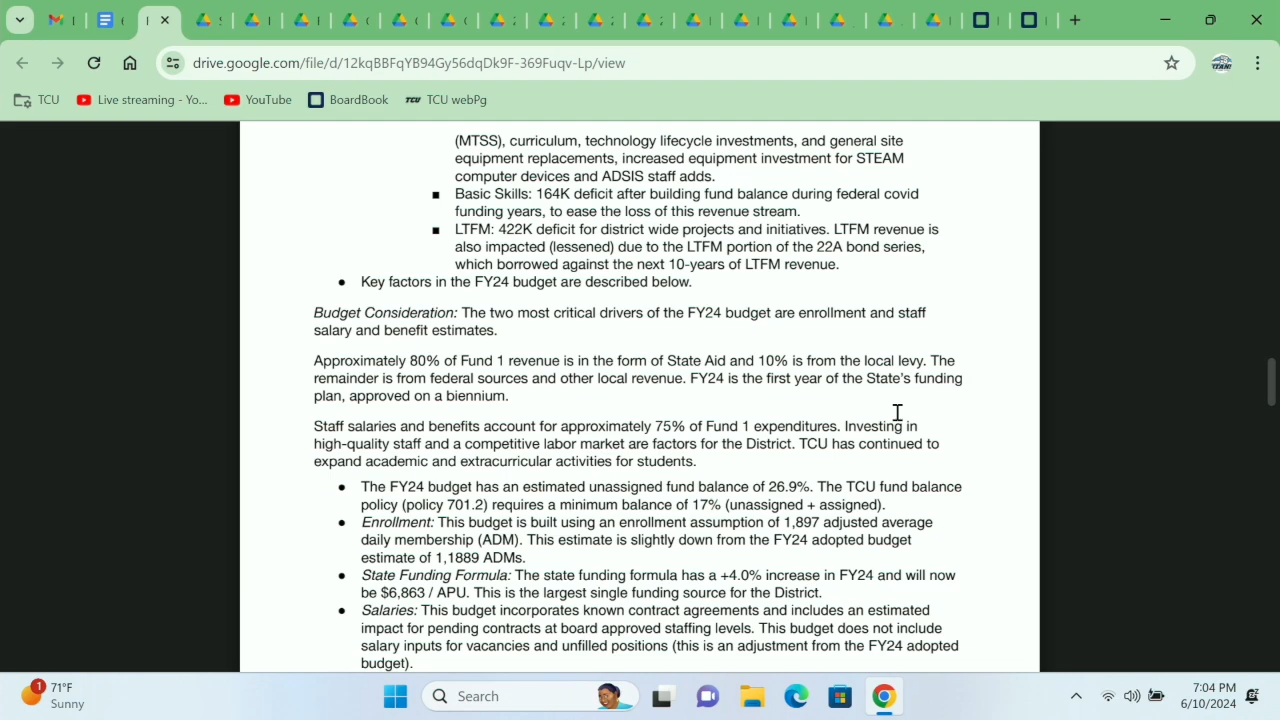 drive.google.com/file/d/12kqBBFqYB94Gy56dqDk9F-369Fuqv-Lp/view
TCU
Live streaming - Yo...
YouTube
BoardBook
TCU webPg
(MTSS), curriculum, technology lifecycle investments, and general site
equipment replacements, increased equipment investment for STEAM
computer devices and ADSIS staff adds.
■ Basic Skills: 164K deficit after building fund balance during federal covid
funding years, to ease the loss of this revenue stream.
■ LTFM: 422K deficit for district wide projects and initiatives. LTFM revenue is
also impacted (lessened) due to the LTFM portion of the 22A bond series,
which borrowed against the next 10-years of LTFM revenue.
● Key factors in the FY24 budget are described below.
Budget Consideration: The two most critical drivers of the FY24 budget are enrollment and staff
salary and benefit estimates.
Approximately 80% of Fund 1 revenue is in the form of State Aid and 10% is from the local levy. The
remainder is from federal sources and other local revenue. FY24 is the first year of the State's funding
plan, approved on a biennium.
Staff salaries and benefits account for approximately 75% of Fund 1 expenditures. Investing in
high-quality staff and a competitive labor market are factors for the District. TCU has continued to
expand academic and extracurricular activities for students.
● The FY24 budget has an estimated unassigned fund balance of 26.9%. The TCU fund balance
policy (policy 701.2) requires a minimum balance of 17% (unassigned + assigned).
● Enrollment: This budget is built using an enrollment assumption of 1,897 adjusted average
daily membership (ADM). This estimate is slightly down from the FY24 adopted budget
estimate of 1,1889 ADMs.
● State Funding Formula: The state funding formula has a +4.0% increase in FY24 and will now
be $6,863 / APU. This is the largest single funding source for the District.
● Salaries: This budget incorporates known contract agreements and includes an estimated
impact for pending contracts at board approved staffing levels. This budget does not include
salary inputs for vacancies and unfilled positions (this is an adjustment from the FY24 adopted
budget).
1
71°F
Sunny
Search
7:04 PM
6/10/2024